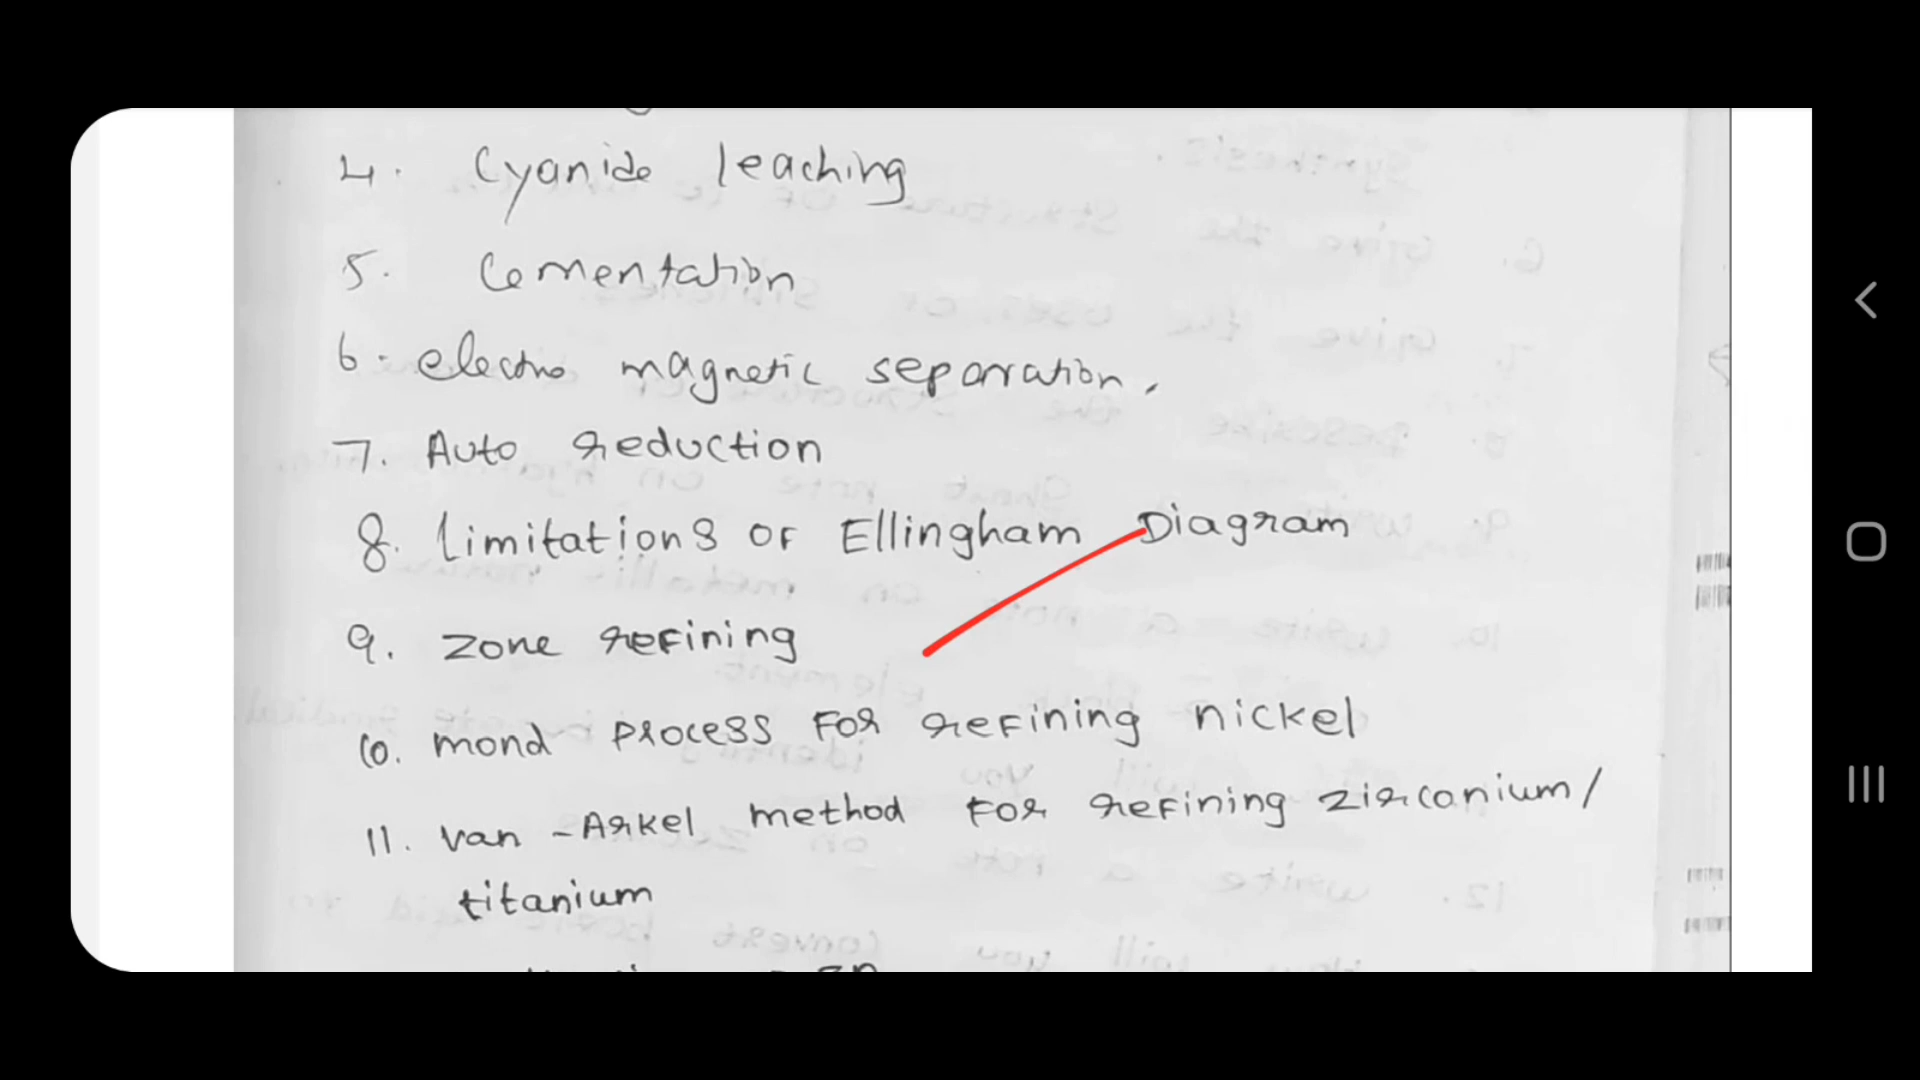 4. Cyanide leaching
5. Cementation
6. electro magnetic separation.
7. Auto reduction
8. Limitations of Ellingham Diagram
9. zone refining
10. mond process for refining nickel
11. van - Arkel method for refining zirconium/
titanium